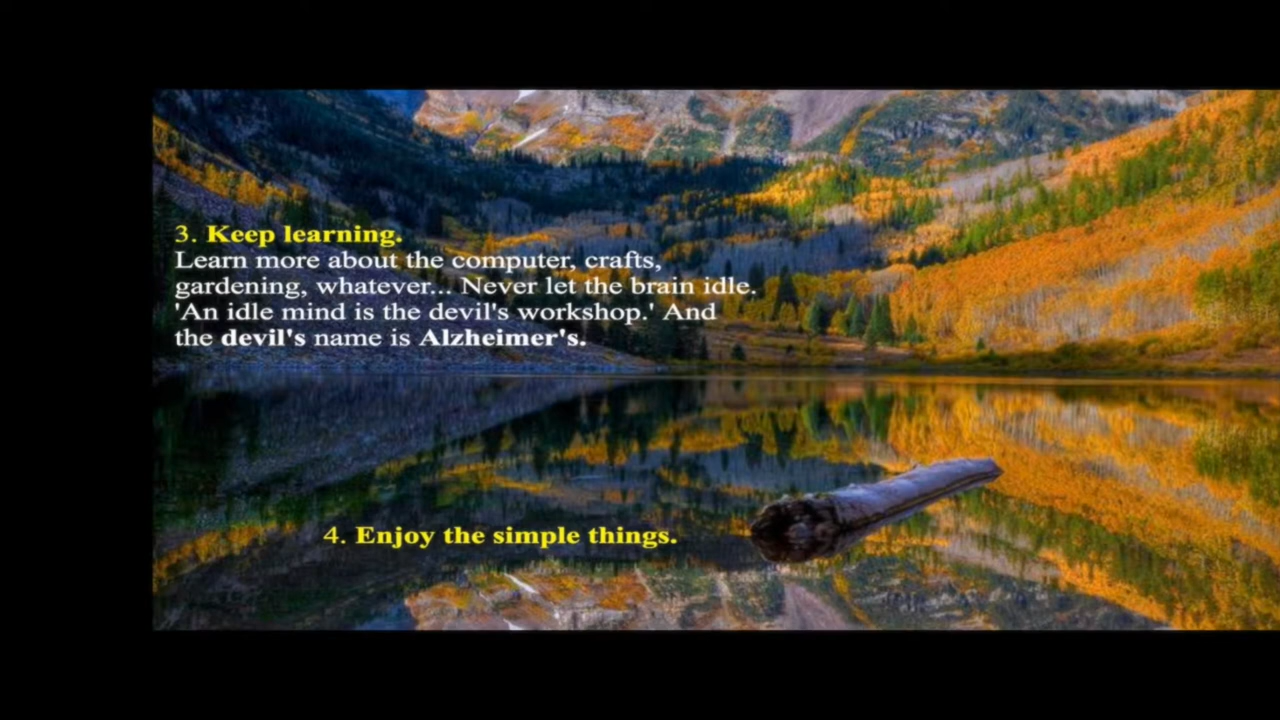 3. Keep learning.
Learn more about the computer, crafts,
gardening, whatever... Never let the brain idle.
'An idle mind is the devil's workshop.' And
the devil's name is Alzheimer's.
4. Enjoy the simple things.